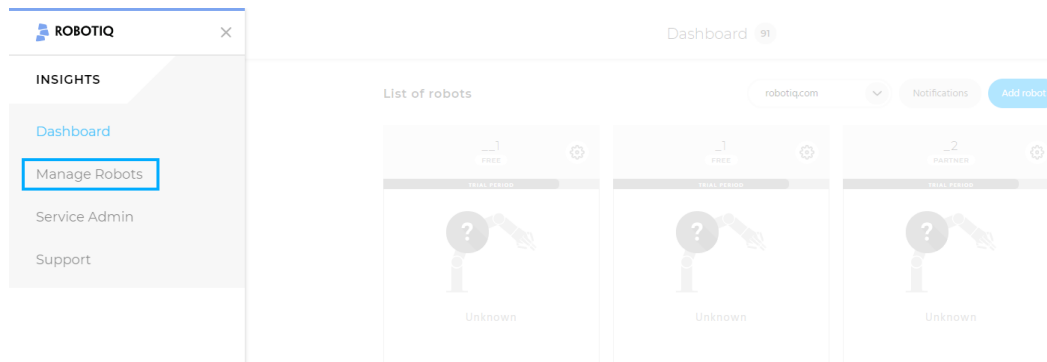 ROBOTIQ
INSIGHTS
Dashboard
Manage Robots
Service Admin
Support
Dashboard 91
List of robots
robotiq.com
Notifications
Add robot
__1
FREE
TRIAL PERIOD
?
Unknown
_1
FREE
TRIAL PERIOD
?
Unknown
_2
PARTNER
TRIAL PERIOD
?
Unknown